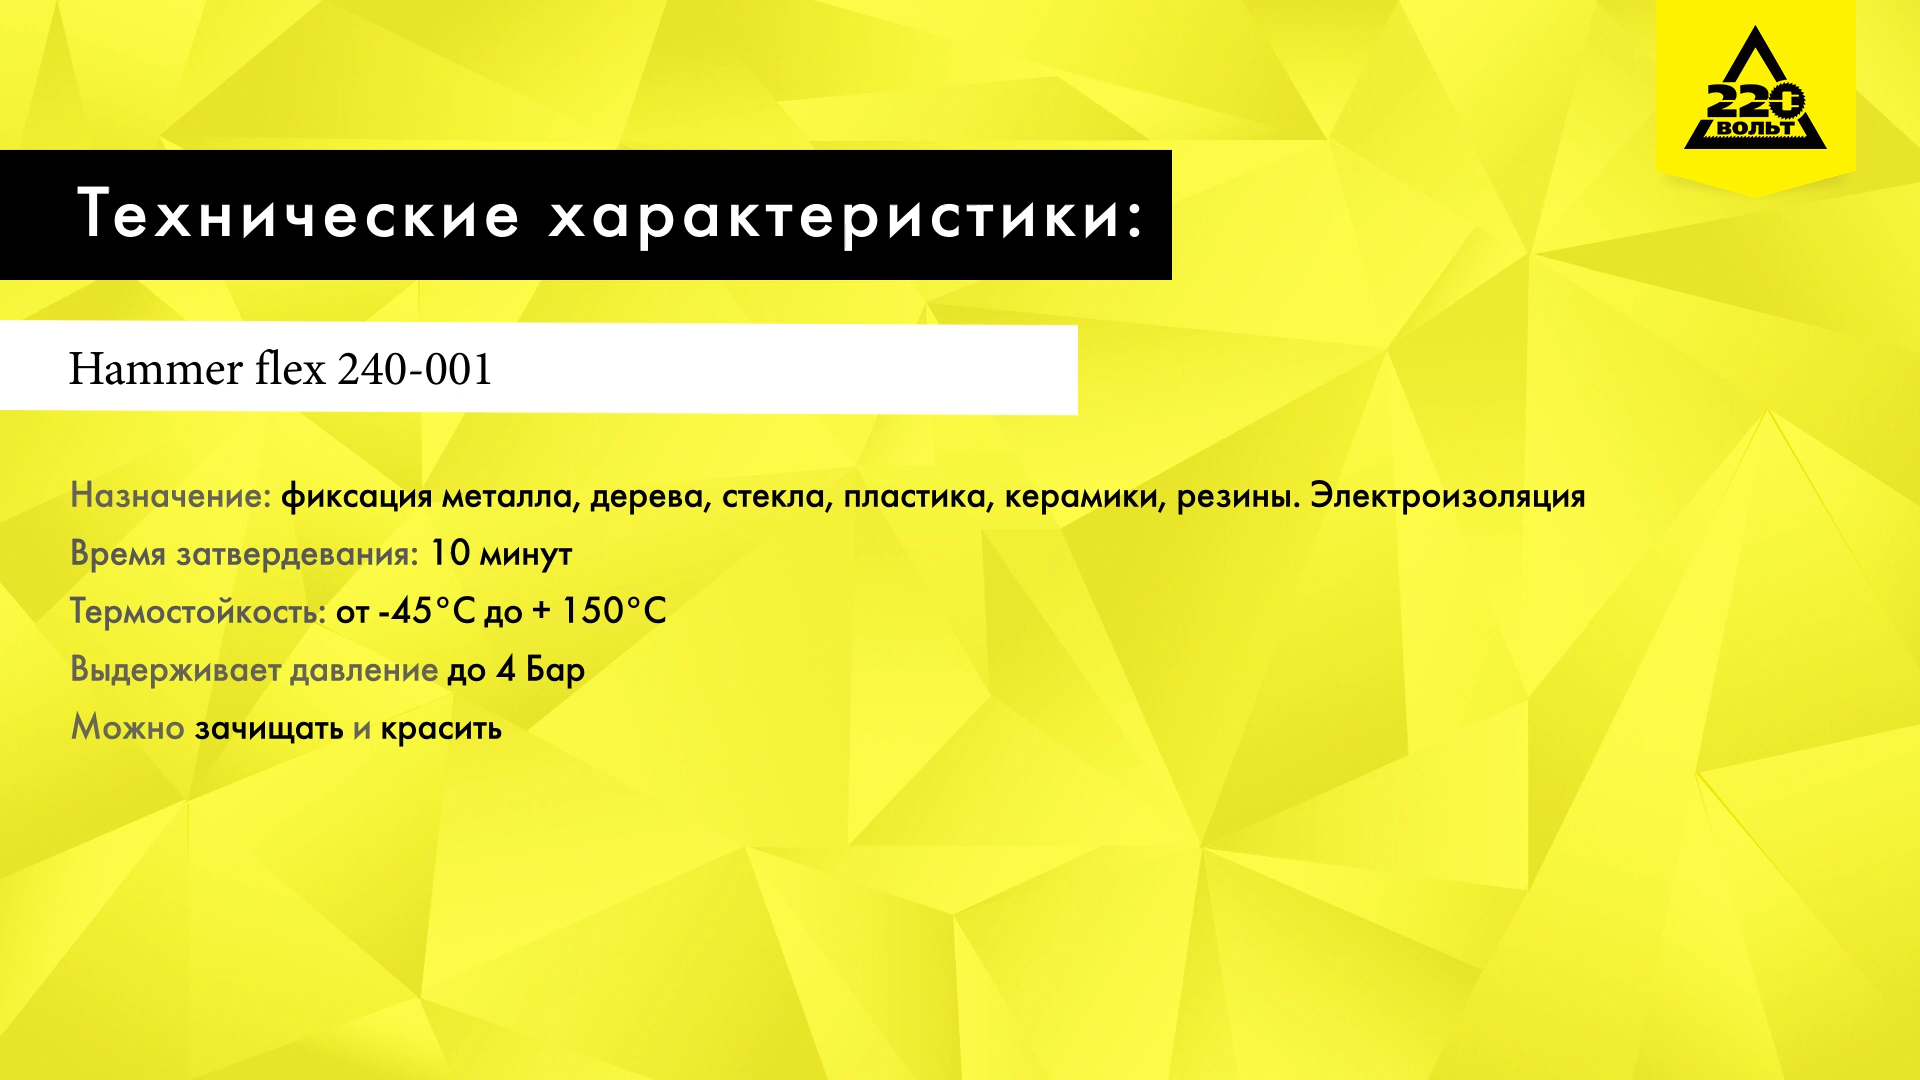 220
ВОЛЬТ
Технические характеристики:
Hammer flex 240-001
Назначение: фиксация металла, дерева, стекла, пластика, керамики, резины. Электроизоляция
Время затвердевания: 10 минут
Термостойкость: от -45°С до + 150°С
Выдерживает давление до 4 Бар
Можно зачищать и красить